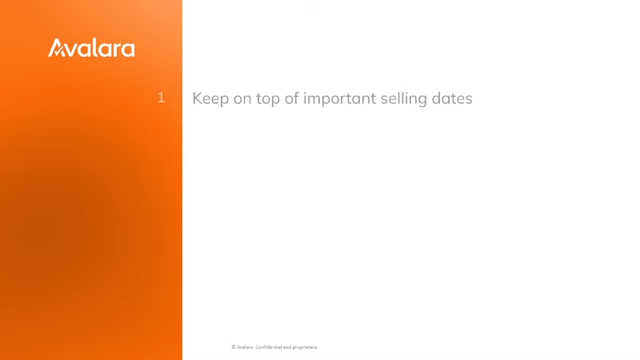 Avalara
1 Keep on top of important selling dates
© Avalara. Confidential and proprietary.